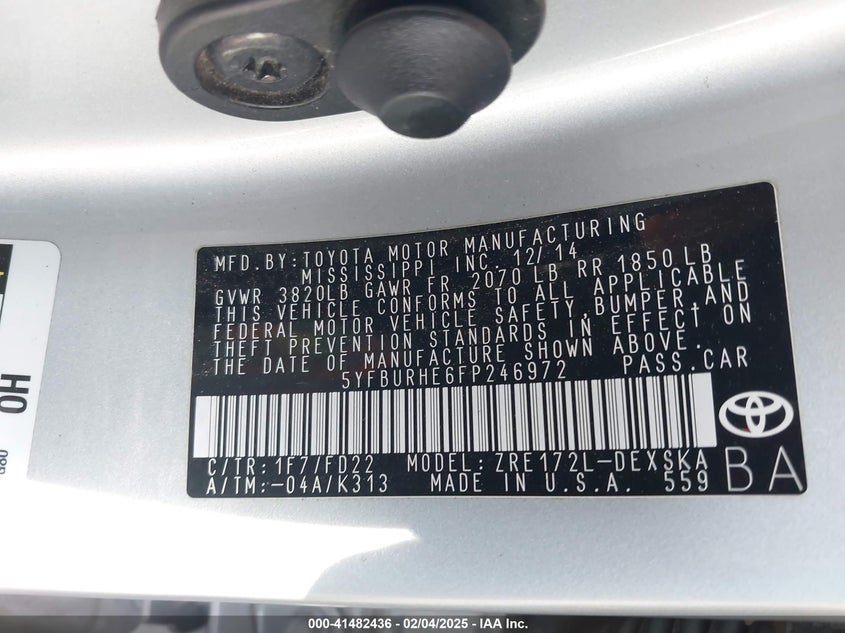 MFD.BY:TOYOTA MOTOR MANUFACTURING
MISSISSIPPI INC. 12/14
GVWR 3820LB GAWR FR 2070LB RR 1850LB
THIS VEHICLE CONFORMS TO ALL APPLICABLE
FEDERAL MOTOR VEHICLE SAFETY,BUMPER,AND
THEFT PREVENTION STANDARDS IN EFFECT ON
THE DATE OF MANUFACTURE SHOWN ABOVE.
5YFBURHE6FP246972 PASS.CAR
C/TR:1F7/FD22 MODEL:ZRE172L-DEXSKA
A/TM:-04A/K313 MADE IN U.S.A. 559
BA
HO
000-41482436 - 02/04/2025 - IAA Inc.